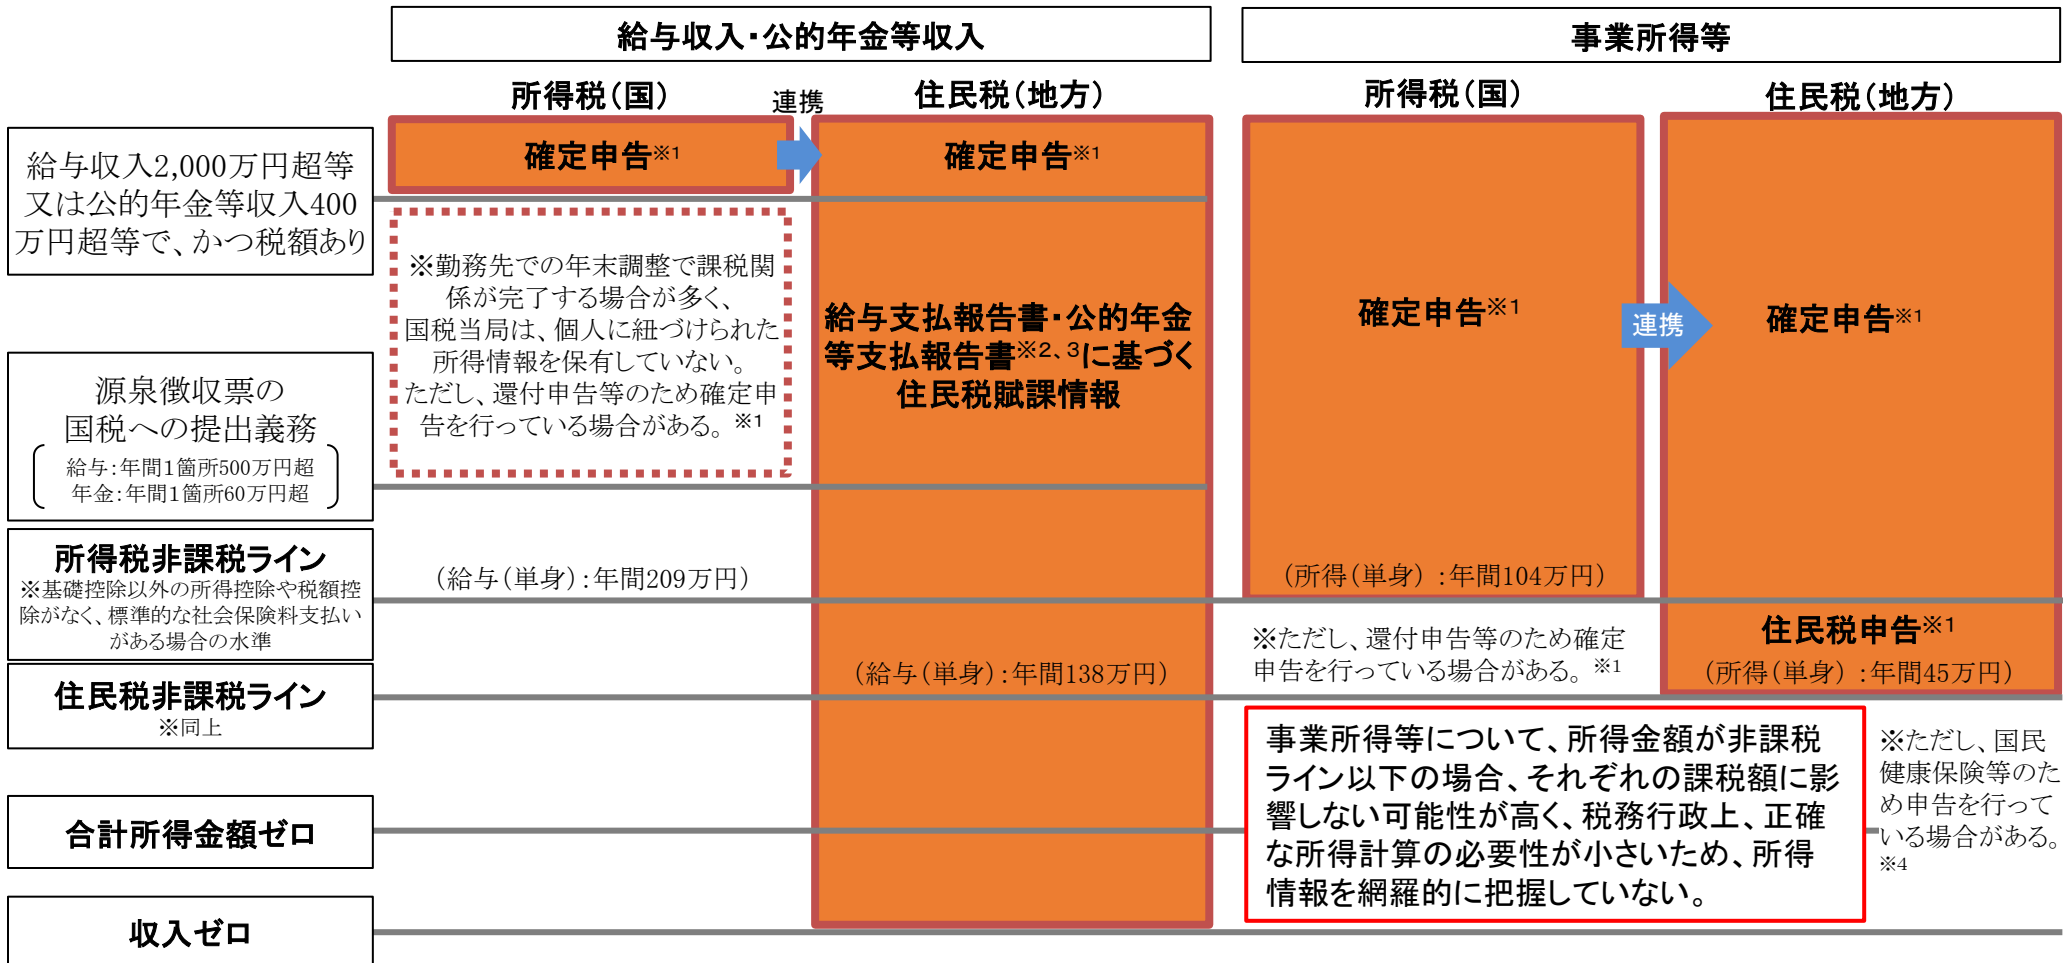 給与収入・公的年金等収入
事業所得等
所得税（国）
連携
住民税（地方）
所得税（国）
住民税（地方）
給与収入2,000万円超等
又は公的年金等収入400
万円超等で、かつ税額あり
確定申告※1
確定申告※1
※勤務先での年末調整で課税関
係が完了する場合が多く、
国税当局は、個人に紐づけられた
所得情報を保有していない。
ただし、還付申告等のため確定申
告を行っている場合がある。※1
給与支払報告書・公的年金
等支払報告書※2、3に基づく
住民税賦課情報
確定申告※1
連携
確定申告※1
源泉徴収票の
国税への提出義務
給与：年間1箇所500万円超
年金：年間1箇所60万円超
所得税非課税ライン
※基礎控除以外の所得控除や税額控
除がなく、標準的な社会保険料支払い
がある場合の水準
（給与（単身）：年間209万円）
（所得（単身）：年間104万円）
※ただし、還付申告等のため確定
申告を行っている場合がある。※1
住民税申告※1
（所得（単身）：年間45万円）
（給与（単身）：年間138万円）
住民税非課税ライン
※同上
事業所得等について、所得金額が非課税
ライン以下の場合、それぞれの課税額に影
響しない可能性が高く、税務行政上、正確
な所得計算の必要性が小さいため、所得
情報を網羅的に把握していない。
※ただし、国民
健康保険等のた
め申告を行って
いる場合がある。
※4
合計所得金額ゼロ
収入ゼロ